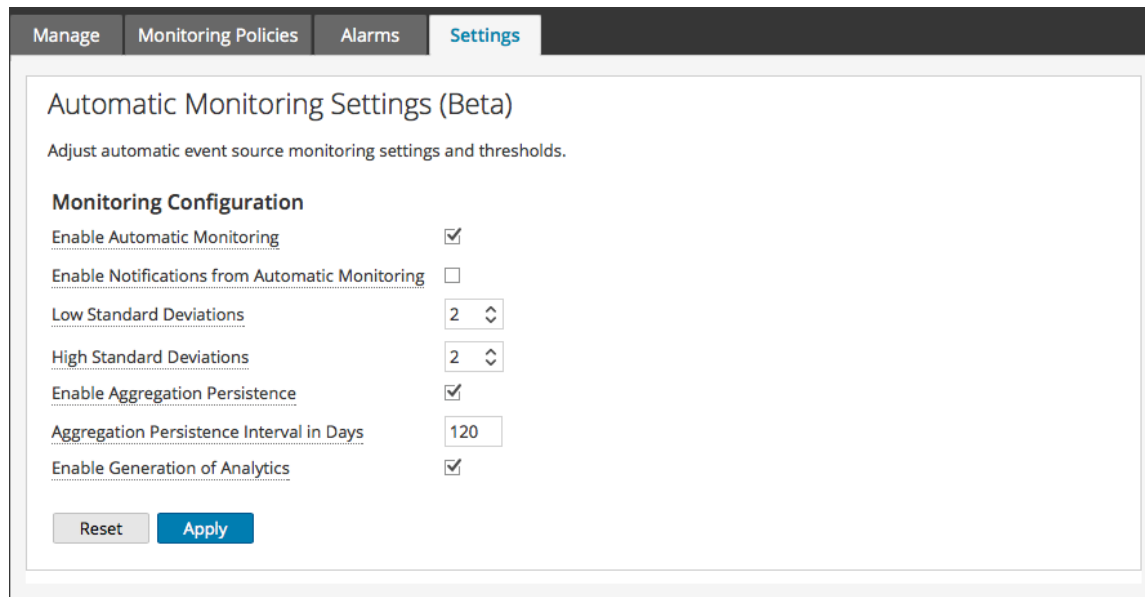 Manage Monitoring Policies Alarms Settings
Automatic Monitoring Settings (Beta)
Adjust automatic event source monitoring settings and thresholds.
Monitoring Configuration
Enable Automatic Monitoring
Enable Notifications from Automatic Monitoring
Low Standard Deviations 2
High Standard Deviations 2
Enable Aggregation Persistence
Aggregation Persistence Interval in Days 120
Enable Generation of Analytics
Reset Apply